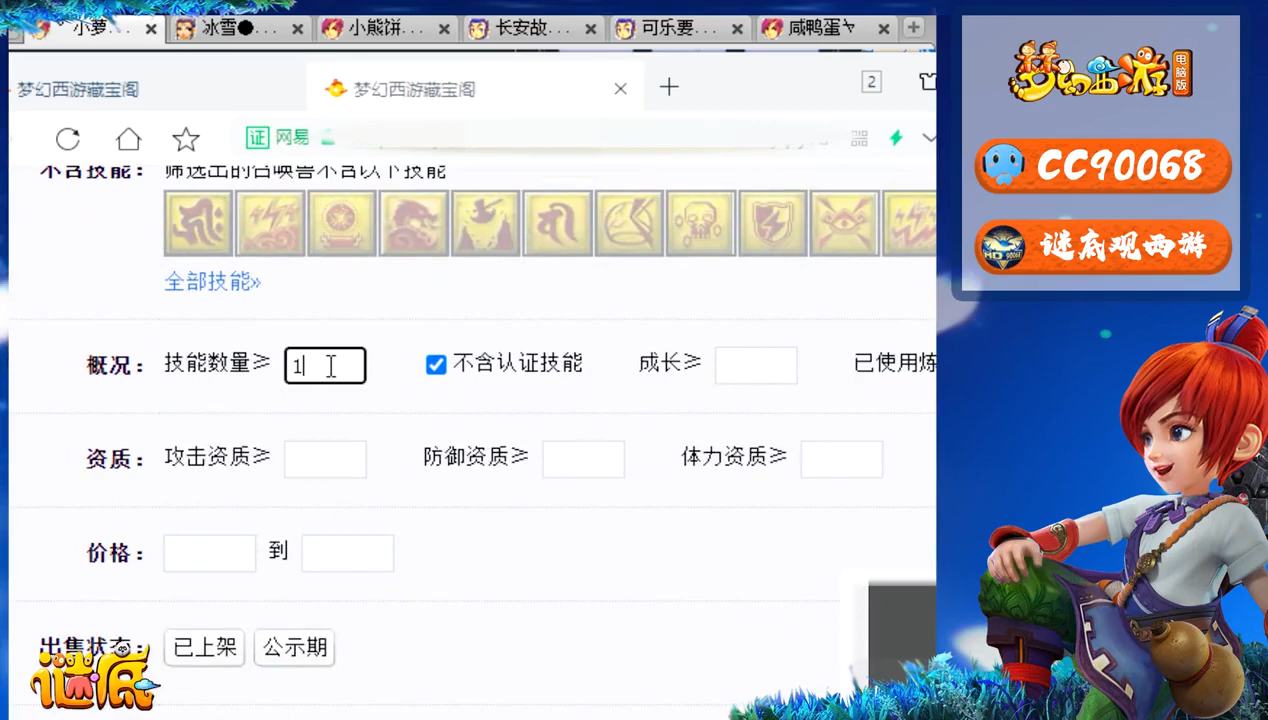 小萝...
冰雪●...
小熊饼...
长安故...
可乐要...
咸鸭蛋ヤ
梦幻西游藏宝阁
梦幻西游藏宝阁
2
证 网易
不含技能： 筛选出的召唤兽不含以下技能
全部技能»
概况： 技能数量≥ 1 不含认证技能 成长≥ 已使用炼
资质： 攻击资质≥ 防御资质≥ 体力资质≥
价格： 到
出售状态： 已上架 公示期
谜底
梦幻西游 电脑版
CC90068
HD 90068
谜底观西游